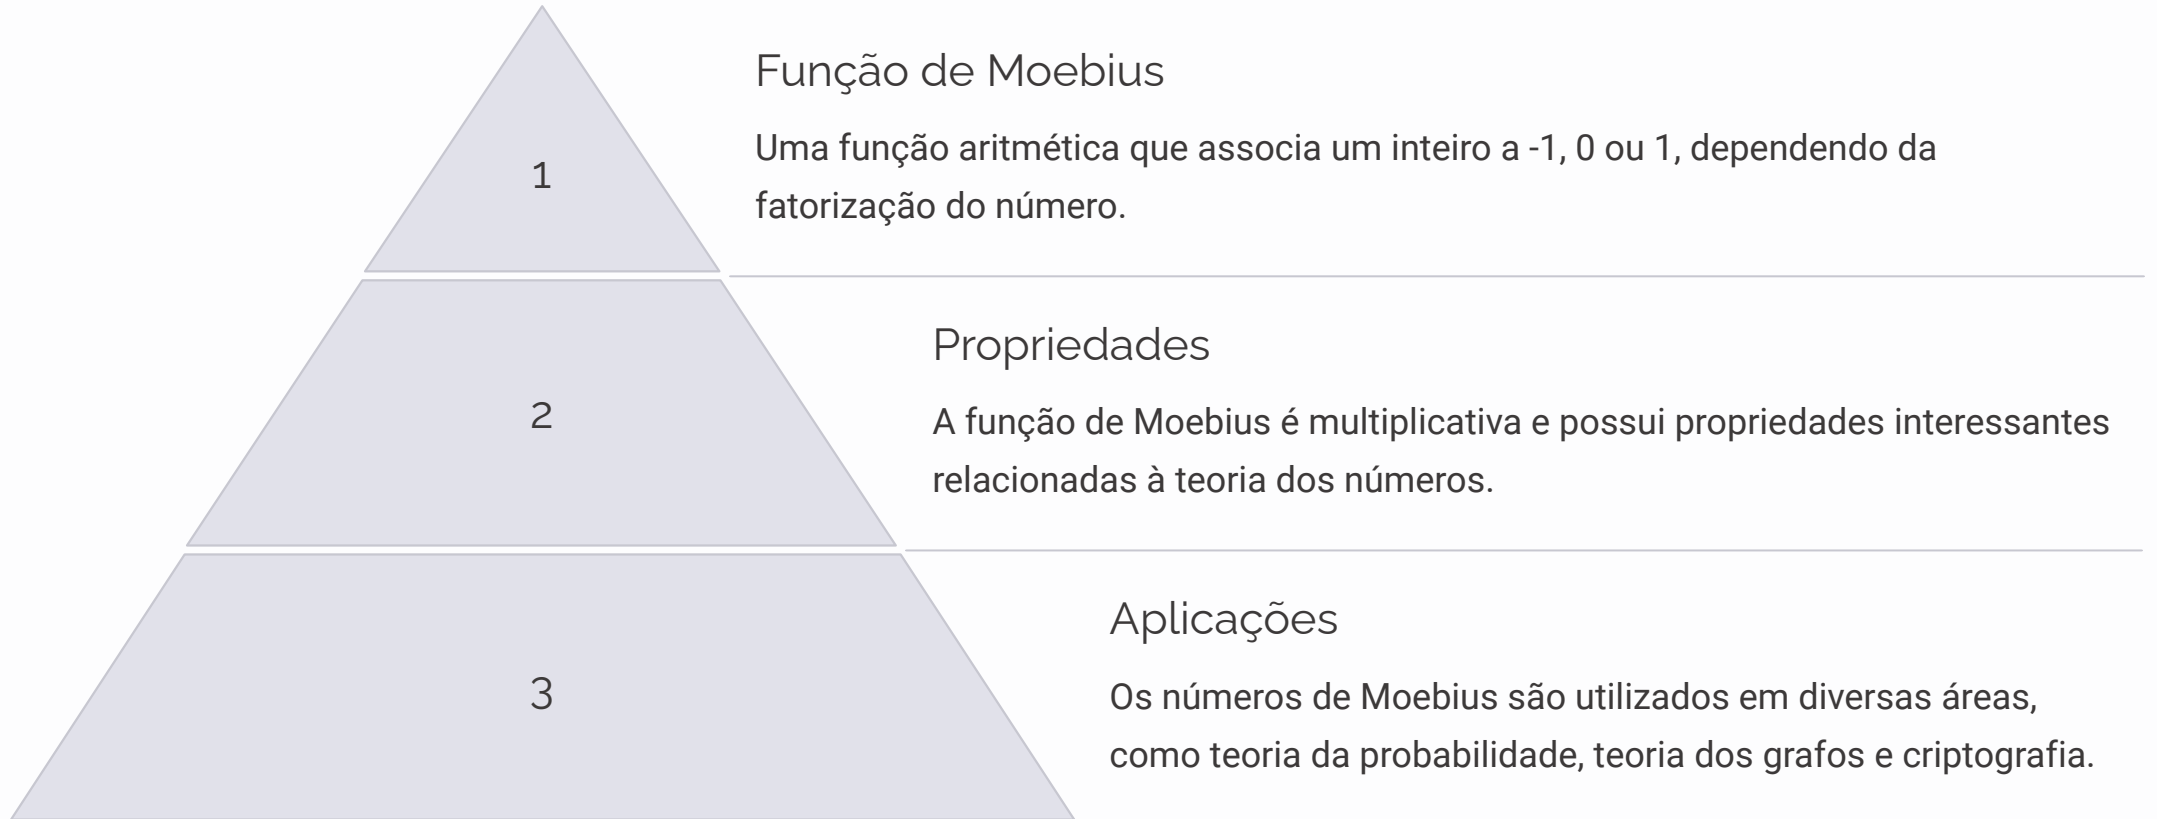 1
Função de Moebius
Uma função aritmética que associa um inteiro a -1, 0 ou 1, dependendo da
fatorização do número.
2
Propriedades
A função de Moebius é multiplicativa e possui propriedades interessantes
relacionadas à teoria dos números.
3
Aplicações
Os números de Moebius são utilizados em diversas áreas,
como teoria da probabilidade, teoria dos grafos e criptografia.